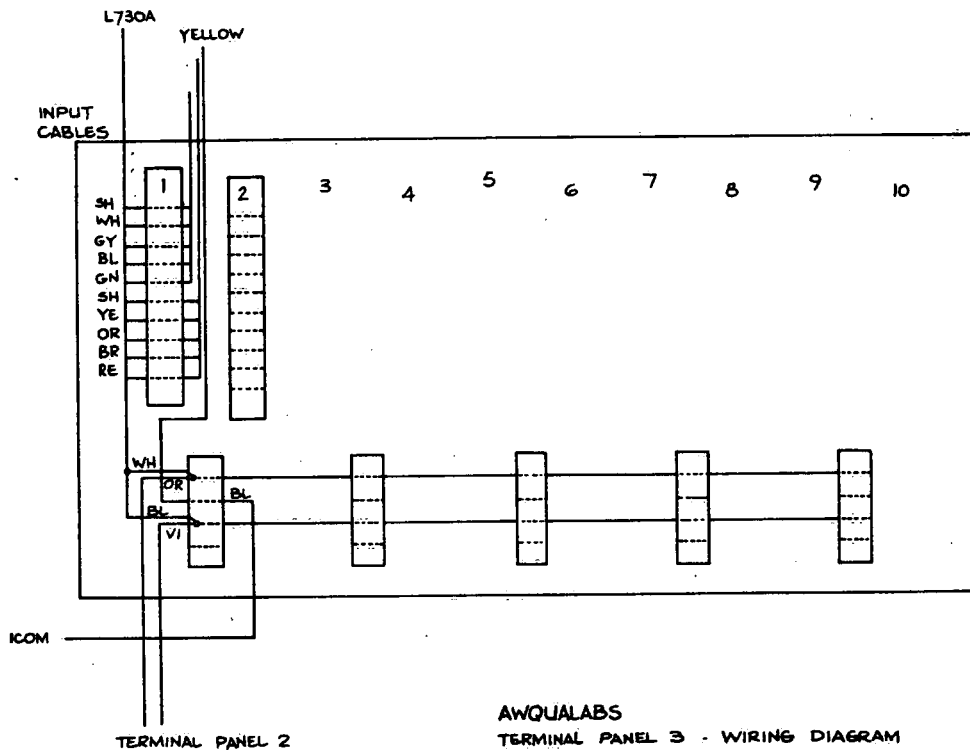 L730A
YELLOW
INPUT
CABLES
1
2
3
4
5
6
7
8
9
10
SH
WH
GY
BL
GN
SH
YE
OR
BR
RE
WH
OR
BL
BL
VI
ICOM
TERMINAL PANEL 2
AWQUALABS
TERMINAL PANEL 3 - WIRING DIAGRAM